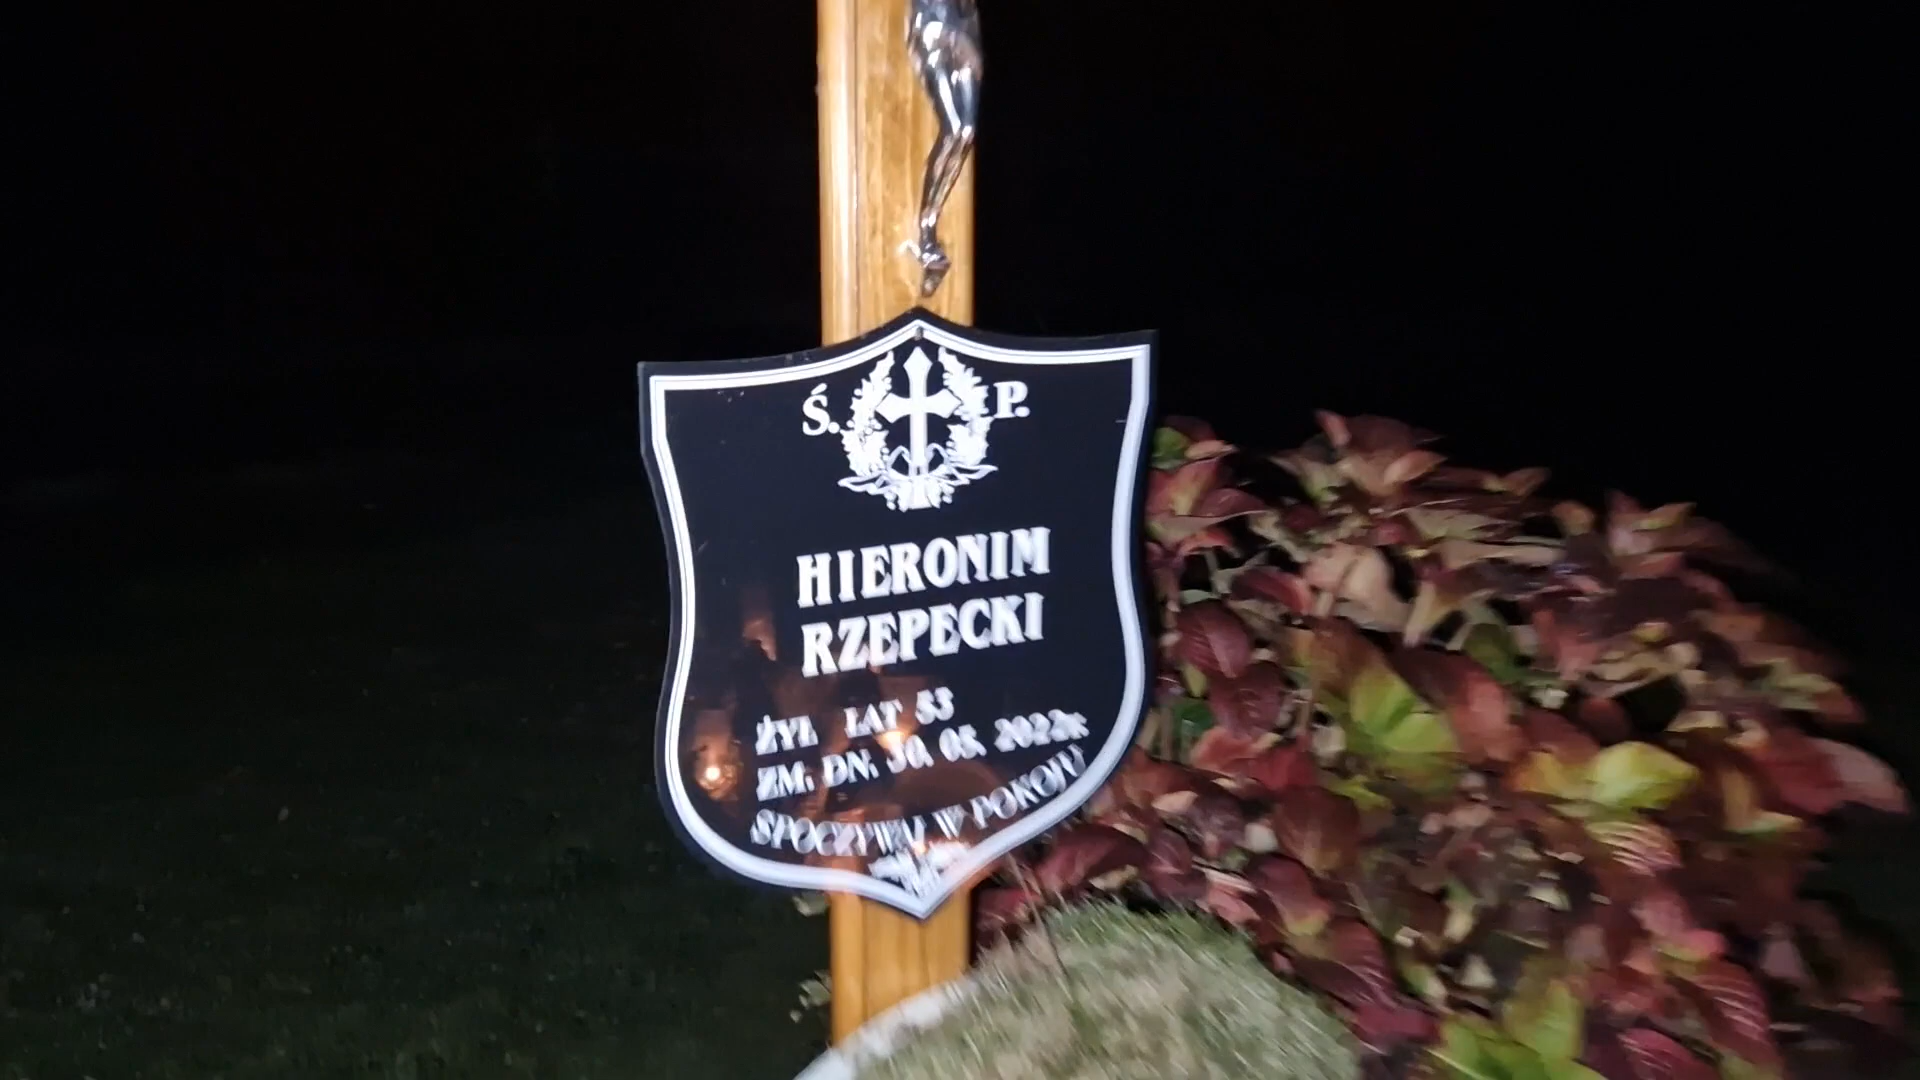 Ś. P.
HIERONIM
RZEPECKI
ŻYŁ LAT 53
ZM. DN. 30. 05. 2022r.
SPOCZYWAJ W POKOJU